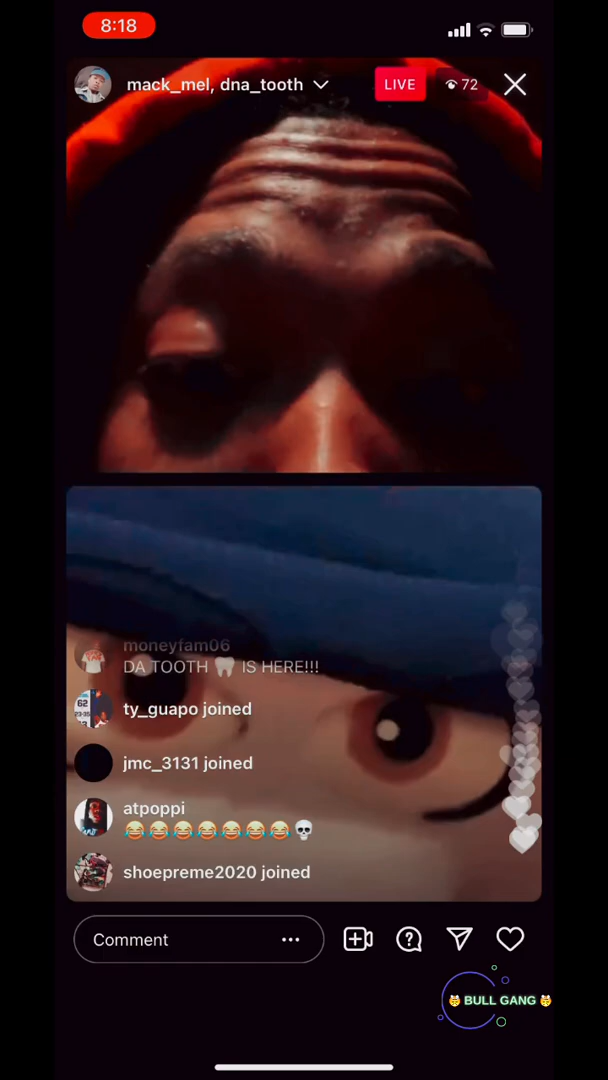 8:18
mack_mel, dna_tooth
LIVE
72
moneyfam06
DA TOOTH 🦷 IS HERE!!!
ty_guapo joined
jmc_3131 joined
atpoppi
😂😂😂😂😂😂😂💀
shoepreme2020 joined
Comment
BULL GANG